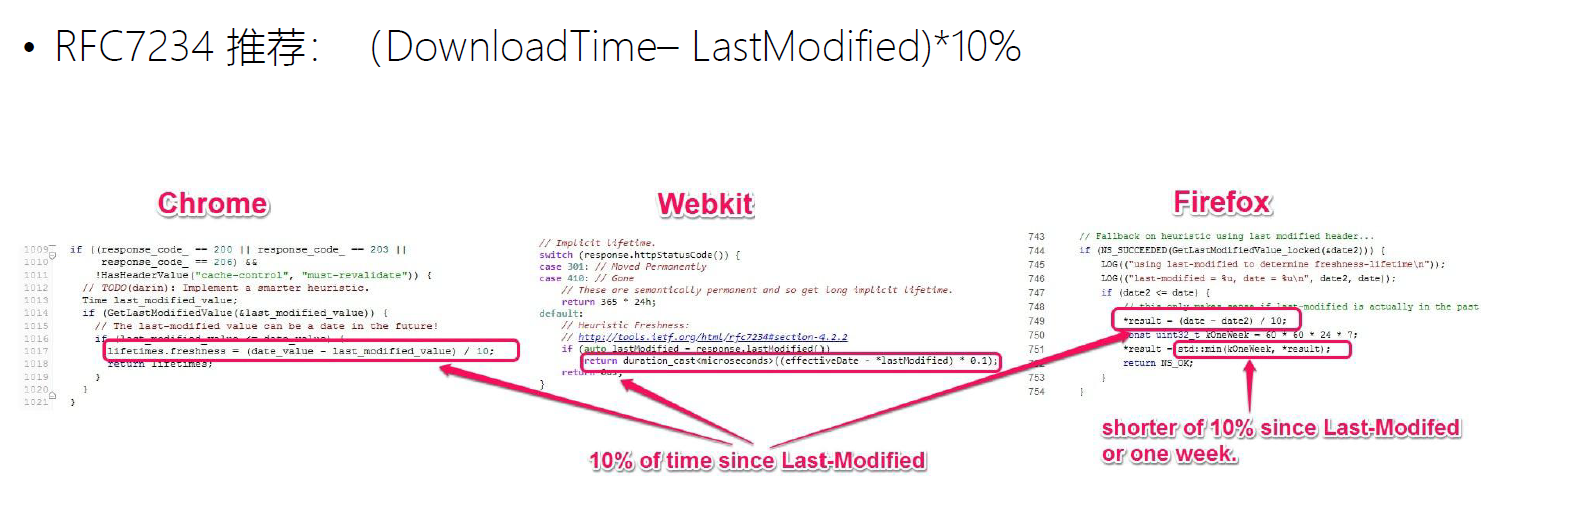 • RFC7234 推荐： （DownloadTime– LastModified)*10%
Chrome
1009 if ((response_code_ == 200 || response_code_ == 203 ||
1010 response_code_ == 206) &&
1011 !HasHeaderValue("cache-control", "must-revalidate")) {
1012 // TODO(darin): Implement a smarter heuristic.
1013 Time last_modified_value;
1014 if (GetLastModifiedValue(&last_modified_value)) {
1015 // The last-modified value can be a date in the future!
1016 if (last_modified_value <= date_value) {
1017 lifetimes.freshness = (date_value - last_modified_value) / 10;
1018 return lifetimes;
1019 }
1020 }
1021 }
Webkit
// Implicit lifetime.
switch (response.httpStatusCode()) {
case 301: // Moved Permanently
case 410: // Gone
// These are semantically permanent and so get long implicit lifetime.
return 365 * 24h;
default:
// Heuristic Freshness:
// http://tools.ietf.org/html/rfc7234#section-4.2.2
if (auto lastModified = response.lastModified())
return duration_cast<microseconds>((effectiveDate - *lastModified) * 0.1);
return
}
Firefox
743 // Fallback on heuristic using last modified header...
744 if (NS_SUCCEEDED(GetLastModifiedValue_locked(&date2))) {
745 LOG(("using last-modified to determine freshness-lifetime\n"));
746 LOG(("last-modified = %u, date = %u\n", date2, date));
747 if (date2 <= date) {
748 // this only makes sense if last-modified is actually in the past
749 *result = (date - date2) / 10;
750 const uint32_t kOneWeek = 60 * 60 * 24 * 7;
751 *result = std::min(kOneWeek, *result);
752 return NS_OK;
753 }
754 }
10% of time since Last-Modified
shorter of 10% since Last-Modifed
or one week.